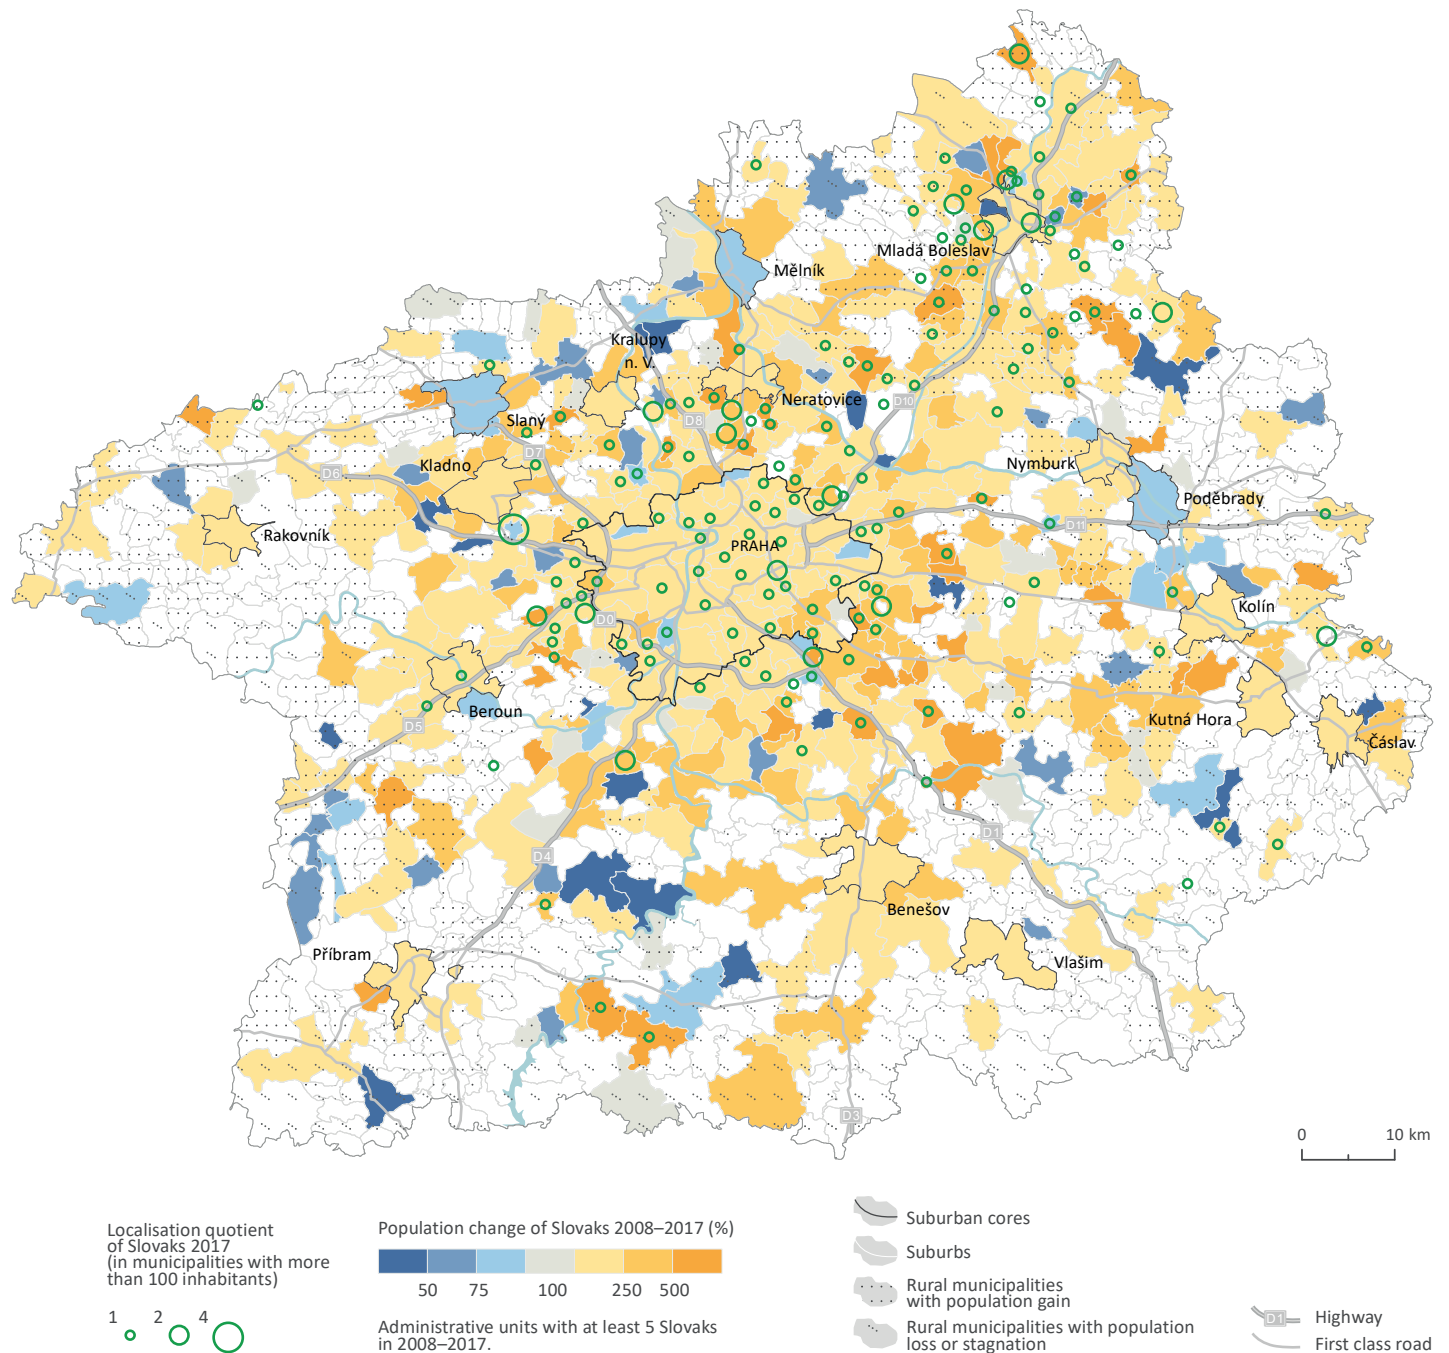 Mladá Boleslav
Mělník
Kralupy
n. V.
Neratovice
D10
D8
Slaný
D7
Kladno
D6
Nymburk
Poděbrady
D11
Rakovník
PRAHA
Kolín
D0
Beroun
D5
Kutná Hora
Čáslav
D1
D4
Benešov
Příbram
Vlašim
D3
0 10 km
Localisation quotient
of Slovaks 2017
(in municipalities with more
than 100 inhabitants)
1 2 4
Population change of Slovaks 2008–2017 (%)
50 75 100 250 500
Administrative units with at least 5 Slovaks
in 2008–2017.
Suburban cores
Suburbs
Rural municipalities
with population gain
Rural municipalities with population
loss or stagnation
D1 Highway
First class road